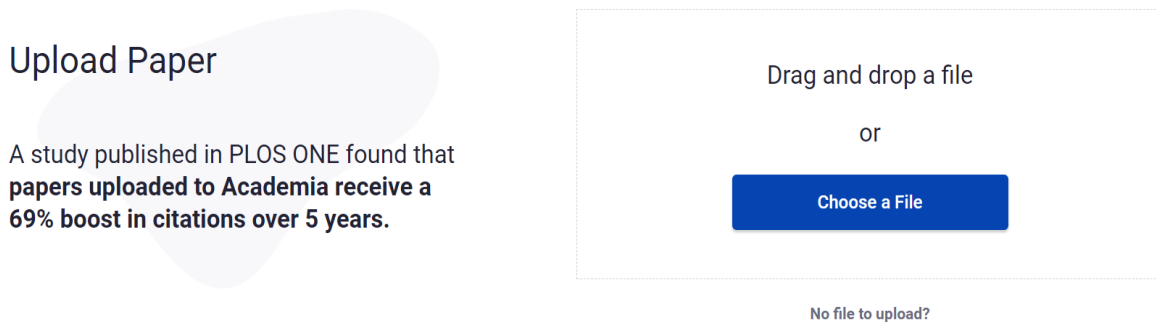 Upload Paper
A study published in PLOS ONE found that
papers uploaded to Academia receive a
69% boost in citations over 5 years.
Drag and drop a file
or
Choose a File
No file to upload?